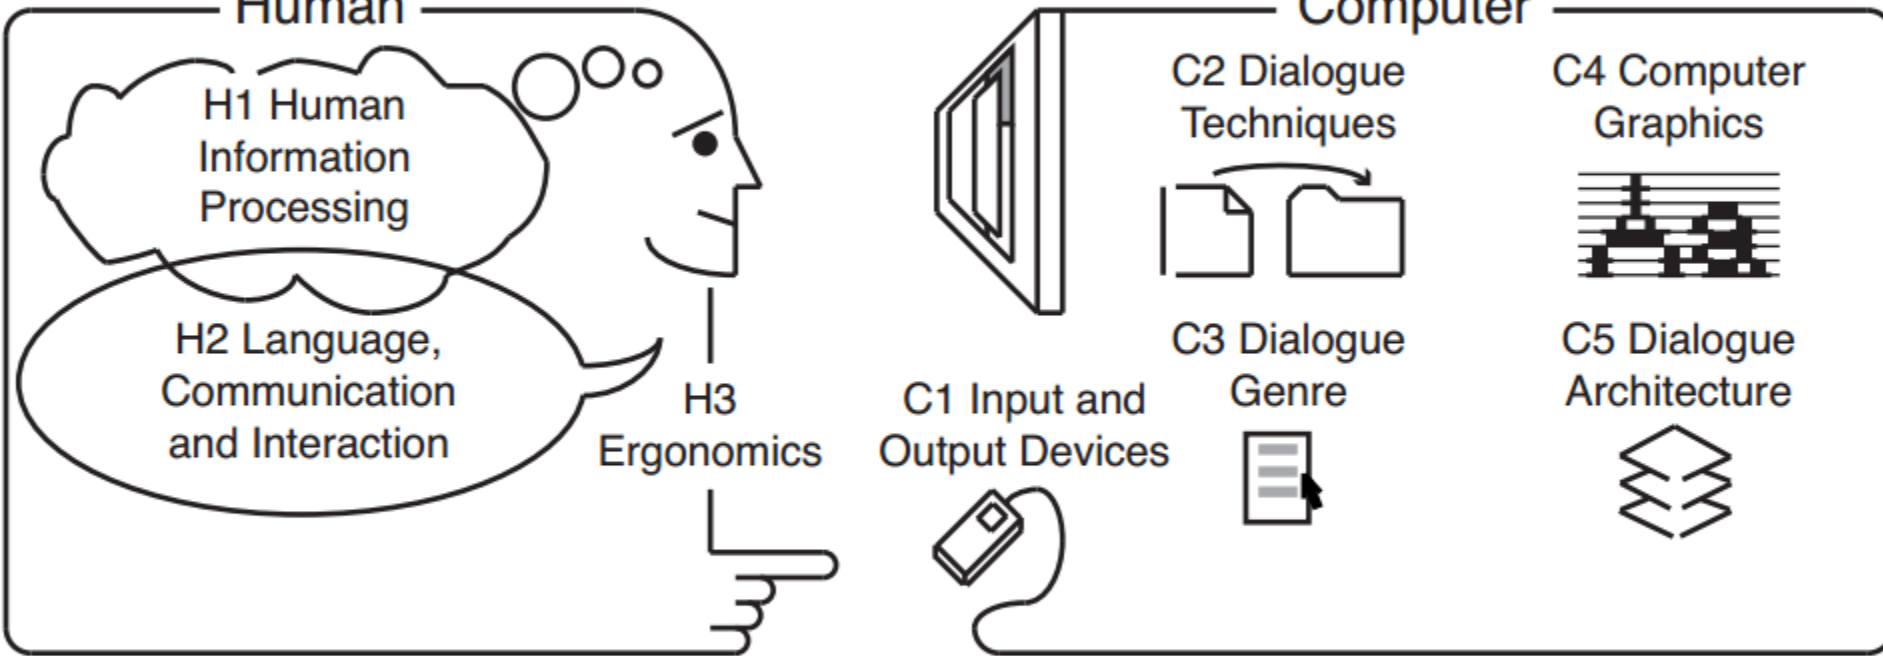 Human
Computer
H1 Human
Information
Processing
H2 Language,
Communication
and Interaction
H3
Ergonomics
C1 Input and
Output Devices
C2 Dialogue
Techniques
C3 Dialogue
Genre
C4 Computer
Graphics
C5 Dialogue
Architecture